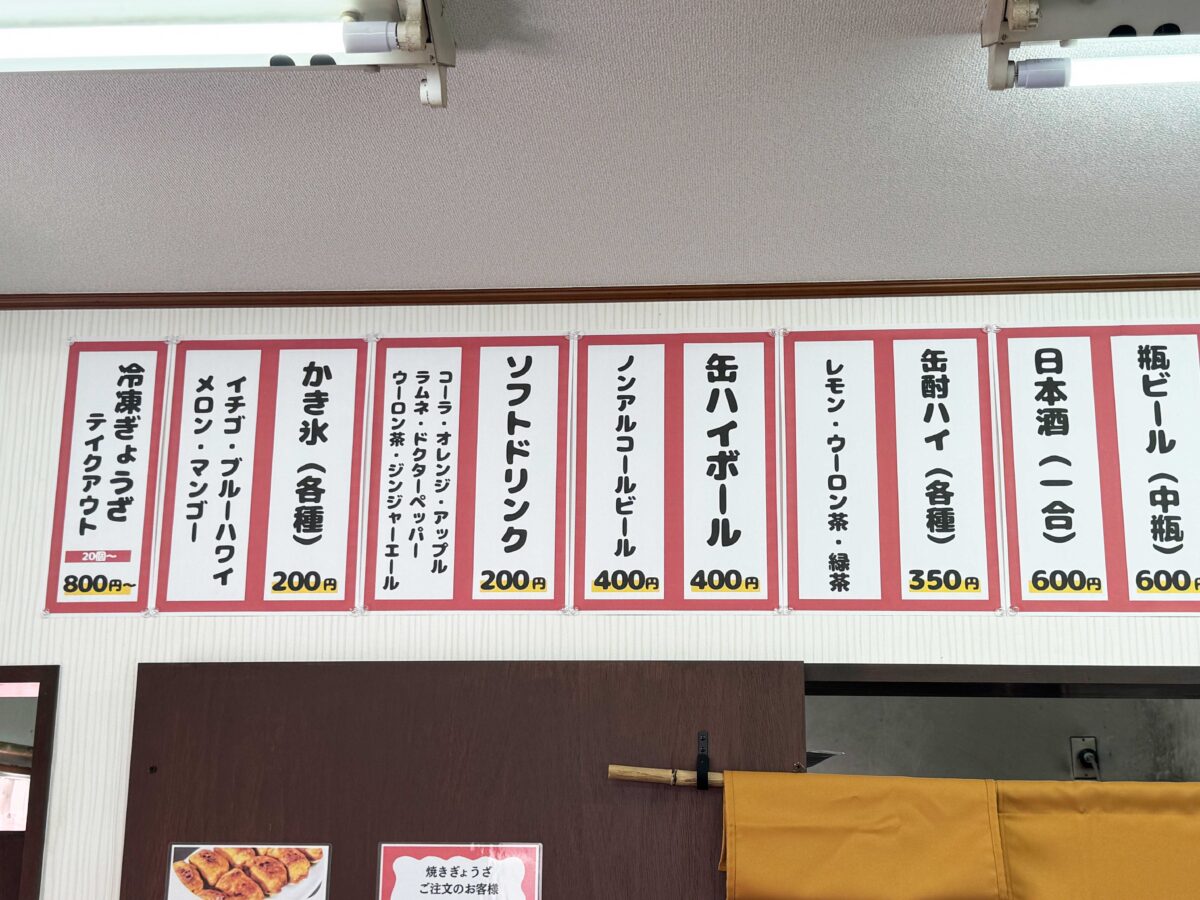 瓶ビール（中瓶）
600円
日本酒（一合）
600円
缶酎ハイ（各種）
350円
レモン・ウーロン茶・緑茶
缶ハイボール
400円
ノンアルコールビール
400円
ソフトドリンク
200円
コーラ・オレンジ・アップル
ラムネ・ドクターペッパー
ウーロン茶・ジンジャーエール
かき氷（各種）
200円
イチゴ・ブルーハワイ
メロン・マンゴー
冷凍ぎょうざ
テイクアウト
20個〜
800円〜
焼きぎょうざ
ご注文のお客様